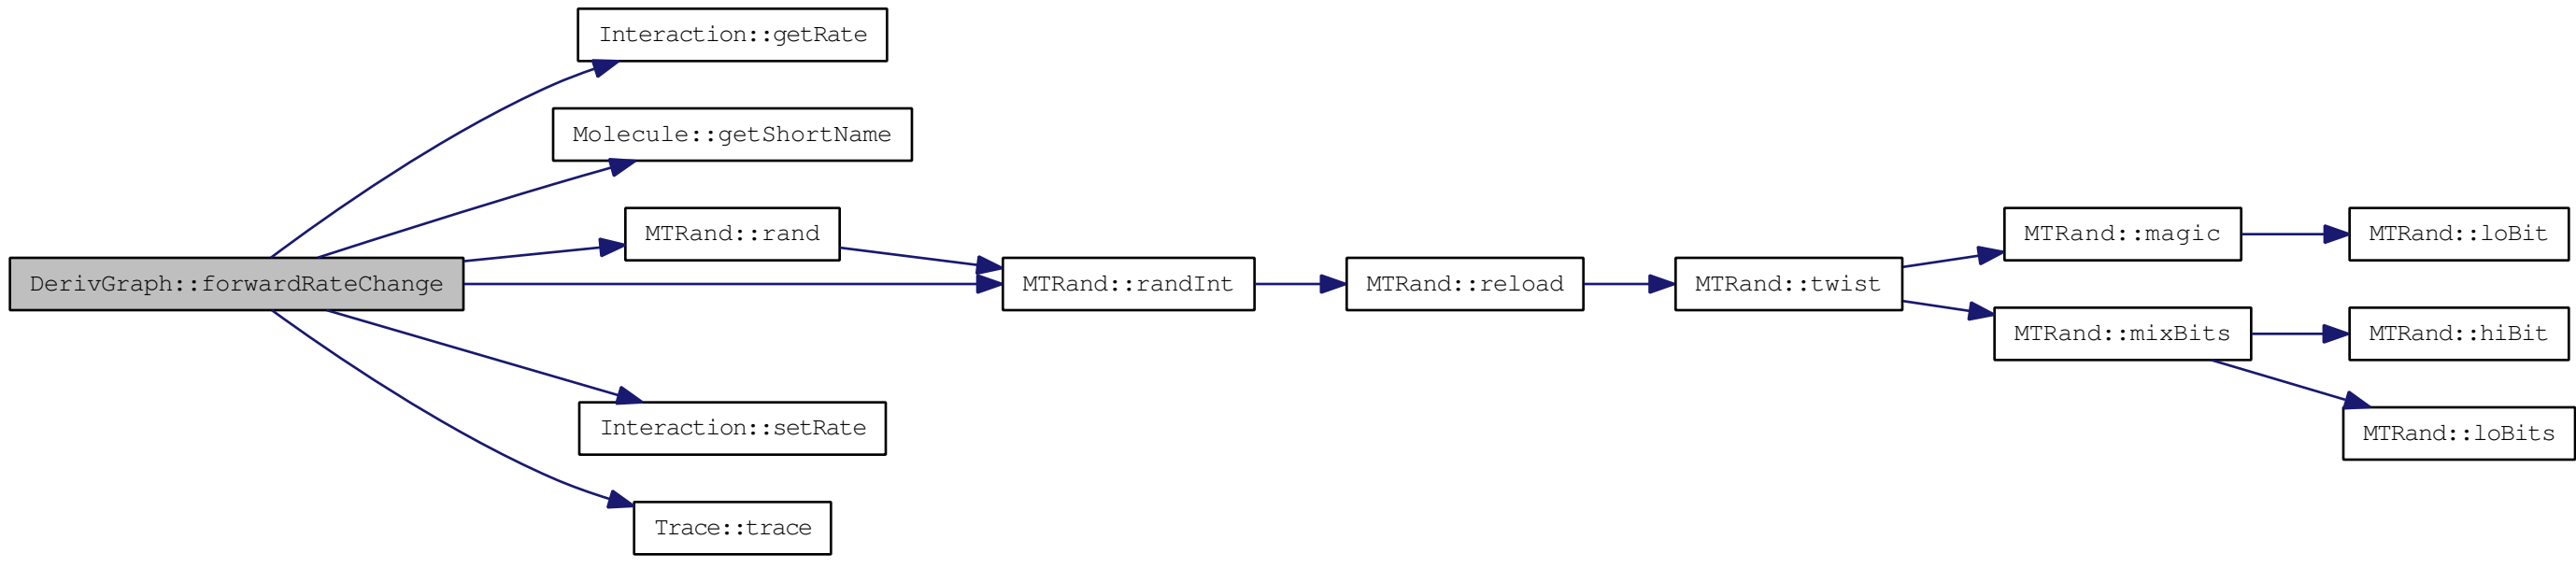 Interaction::getRate
Molecule::getShortName
MTRand::rand
MTRand::magic
MTRand::loBit
DerivGraph::forwardRateChange
MTRand::randInt
MTRand::reload
MTRand::twist
MTRand::mixBits
MTRand::hiBit
Interaction::setRate
MTRand::loBits
Trace::trace